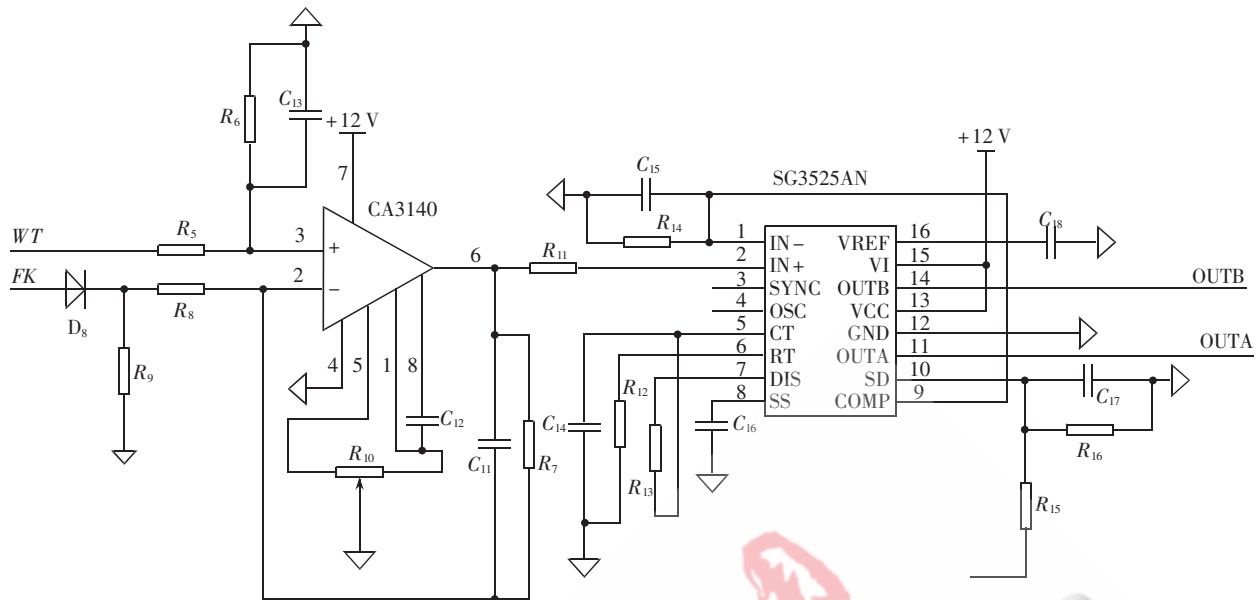 C13
R6
+12 V
7
CA3140
WT
R5
3
+
6
R11
FK
D8
R8
2
−
R9
4
5
1
8
C12
R10
C11
R7
C15
R14
SG3525AN
+12 V
C18
1 IN− VREF 16
2 IN+ VI 15
3 SYNC OUTB 14 OUTB
4 OSC VCC 13
5 CT GND 12
6 RT OUTA 11 OUTA
7 DIS SD 10
8 SS COMP 9
C14
R12
R13
C16
C17
R16
R15